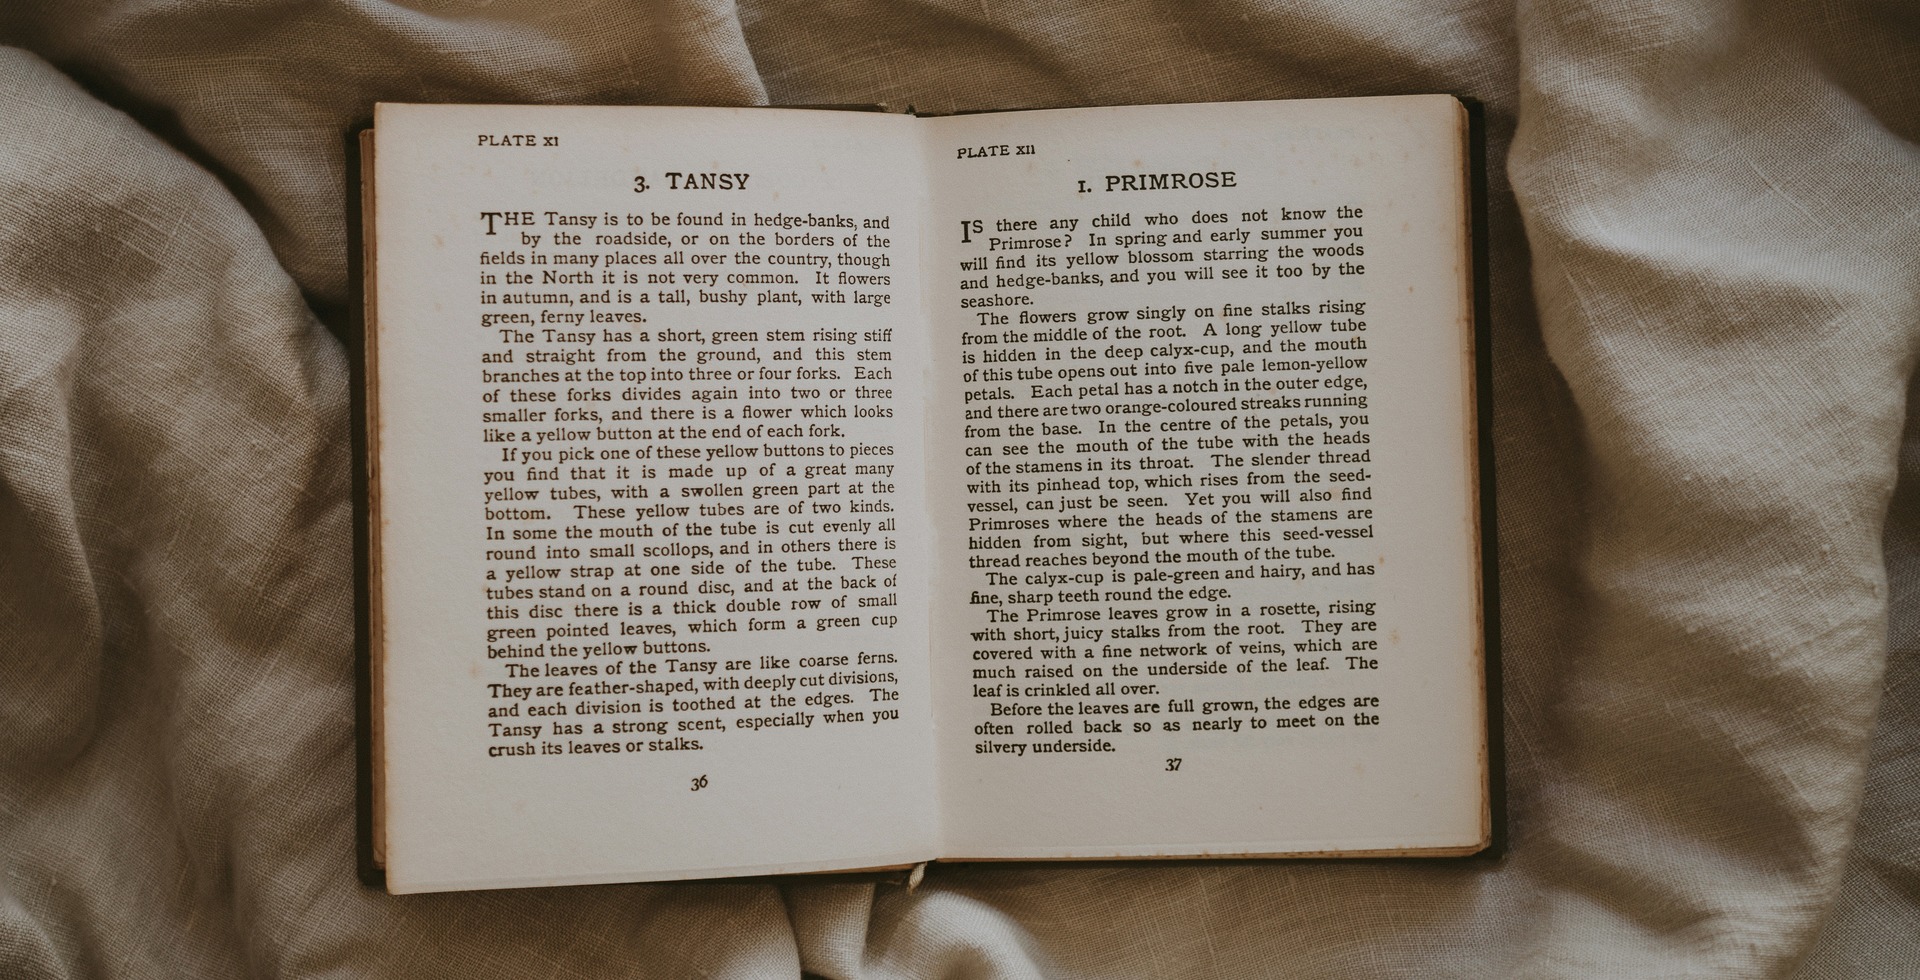 PLATE XI
3. TANSY
THE Tansy is to be found in hedge-banks, and
by the roadside, or on the borders of the
fields in many places all over the country, though
in the North it is not very common. It flowers
in autumn, and is a tall, bushy plant, with large
green, ferny leaves.
The Tansy has a short, green stem rising stiff
and straight from the ground, and this stem
branches at the top into three or four forks. Each
of these forks divides again into two or three
smaller forks, and there is a flower which looks
like a yellow button at the end of each fork.
If you pick one of these yellow buttons to pieces
you find that it is made up of a great many
yellow tubes, with a swollen green part at the
bottom. These yellow tubes are of two kinds.
In some the mouth of the tube is cut evenly all
round into small scollops, and in others there is
a yellow strap at one side of the tube. These
tubes stand on a round disc, and at the back of
this disc there is a thick double row of small
green pointed leaves, which form a green cup
behind the yellow buttons.
The leaves of the Tansy are like coarse ferns.
They are feather-shaped, with deeply cut divisions,
and each division is toothed at the edges. The
Tansy has a strong scent, especially when you
crush its leaves or stalks.
36
PLATE XII
1. PRIMROSE
IS there any child who does not know the
Primrose? In spring and early summer you
will find its yellow blossom starring the woods
and hedge-banks, and you will see it too by the
seashore.
The flowers grow singly on fine stalks rising
from the middle of the root. A long yellow tube
is hidden in the deep calyx-cup, and the mouth
of this tube opens out into five pale lemon-yellow
petals. Each petal has a notch in the outer edge,
and there are two orange-coloured streaks running
from the base. In the centre of the petals, you
can see the mouth of the tube with the heads
of the stamens in its throat. The slender thread
with its pinhead top, which rises from the seed-
vessel, can just be seen. Yet you will also find
Primroses where the heads of the stamens are
hidden from sight, but where this seed-vessel
thread reaches beyond the mouth of the tube.
The calyx-cup is pale-green and hairy, and has
fine, sharp teeth round the edge.
The Primrose leaves grow in a rosette, rising
with short, juicy stalks from the root. They are
covered with a fine network of veins, which are
much raised on the underside of the leaf. The
leaf is crinkled all over.
Before the leaves are full grown, the edges are
often rolled back so as nearly to meet on the
silvery underside.
37